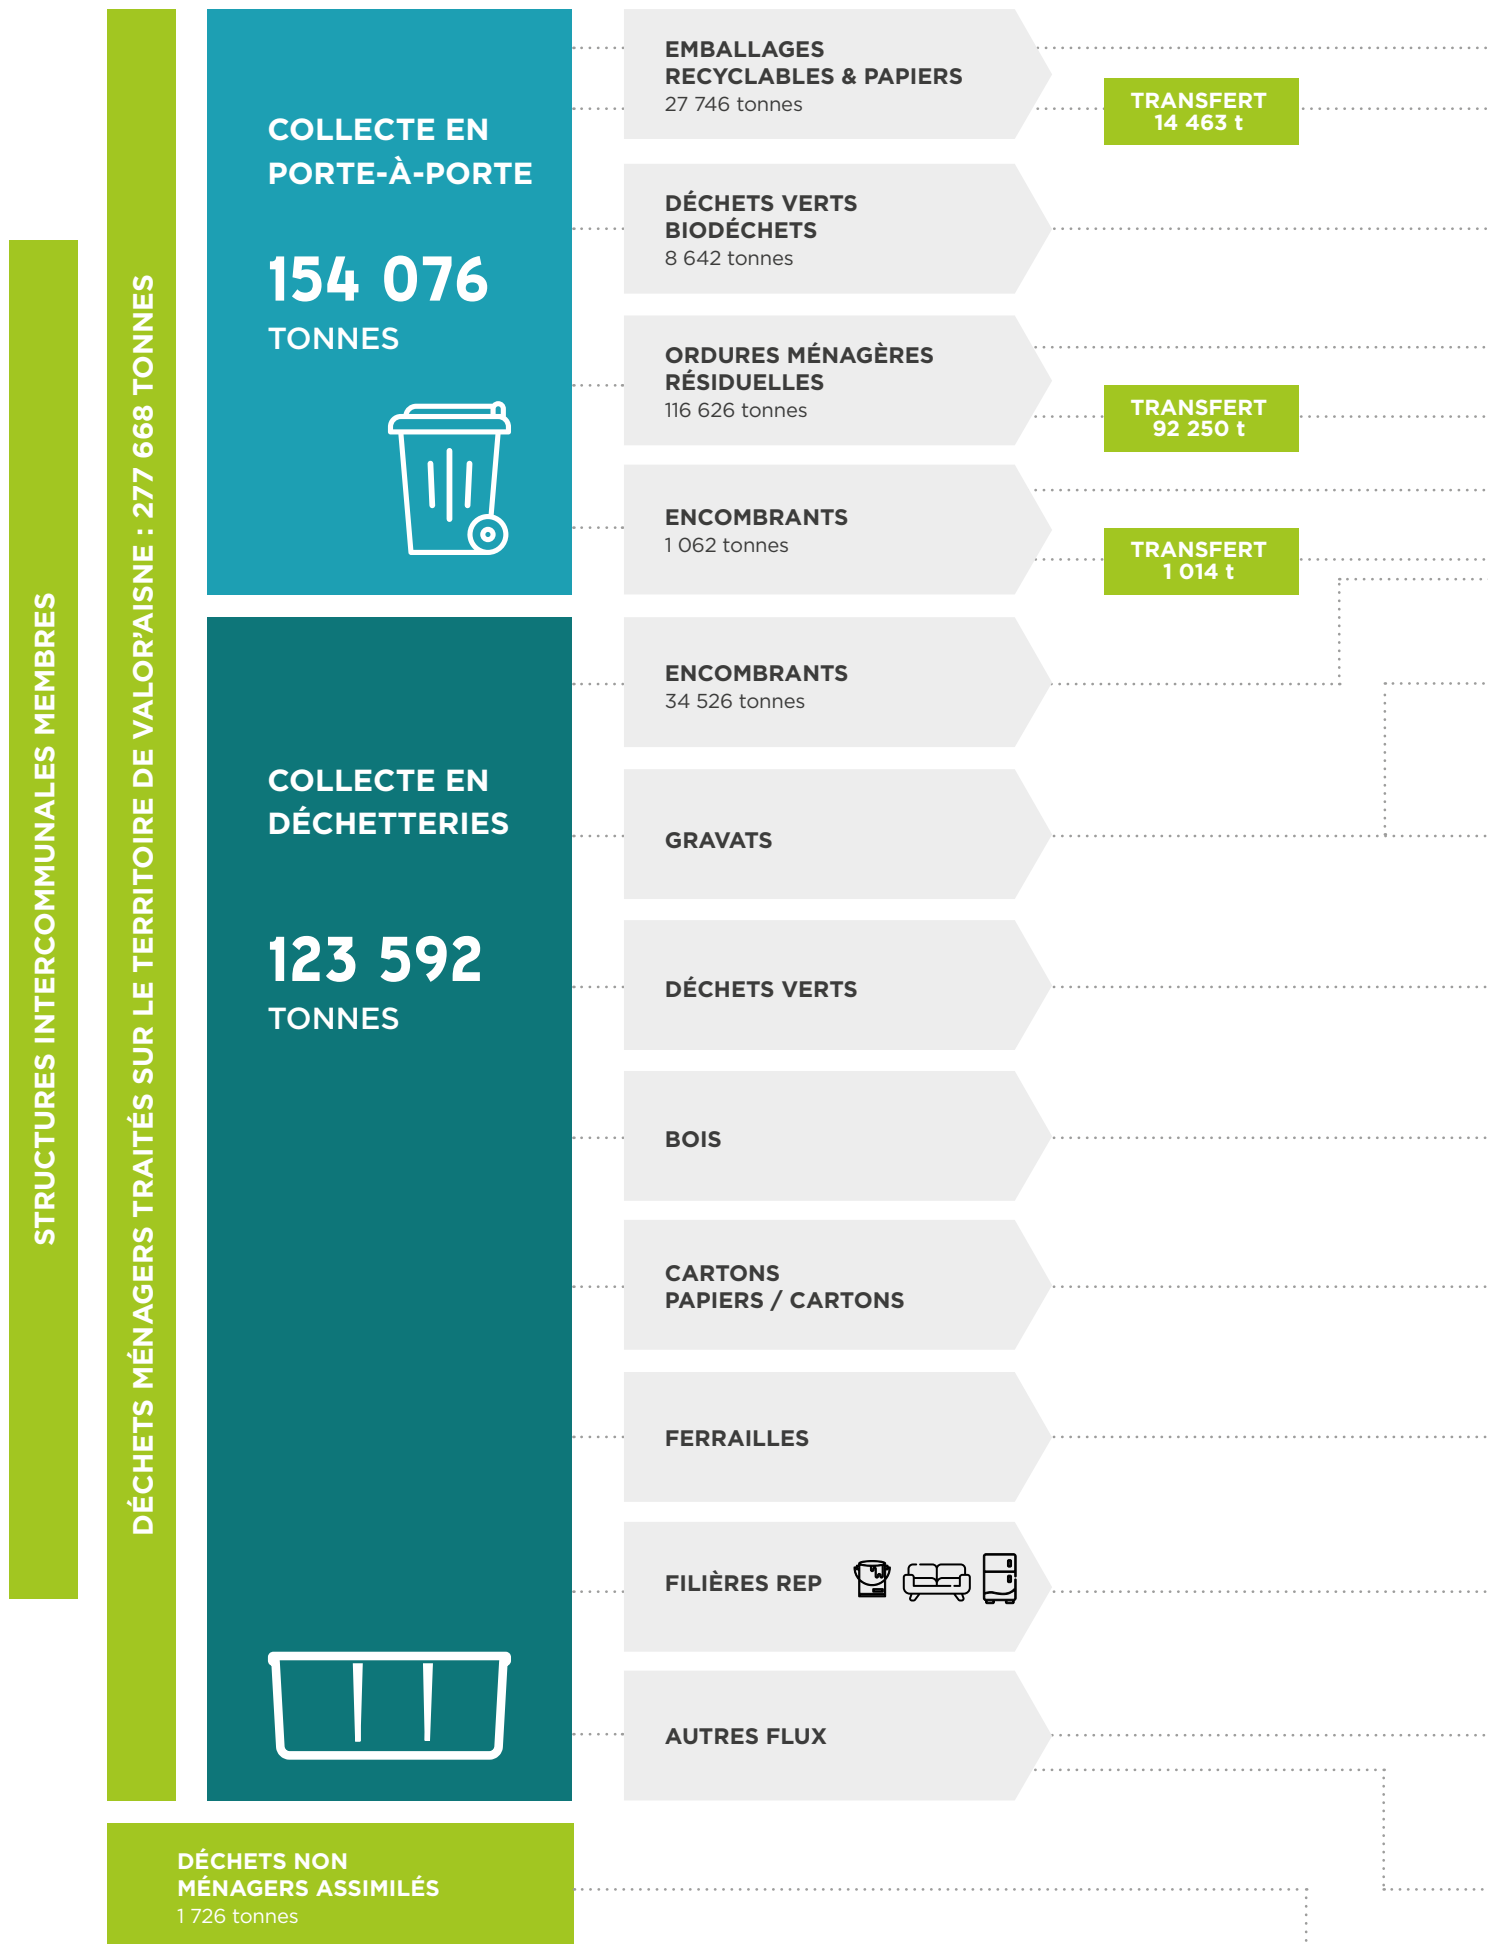 STRUCTURES INTERCOMMUNALES MEMBRES
DÉCHETS MÉNAGERS TRAITÉS SUR LE TERRITOIRE DE VALOR’AISNE : 277 668 TONNES
COLLECTE EN
PORTE-À-PORTE
154 076
TONNES
EMBALLAGES
RECYCLABLES & PAPIERS
27 746 tonnes
TRANSFERT
14 463 t
DÉCHETS VERTS
BIODÉCHETS
8 642 tonnes
ORDURES MÉNAGÈRES
RÉSIDUELLES
116 626 tonnes
TRANSFERT
92 250 t
ENCOMBRANTS
1 062 tonnes
TRANSFERT
1 014 t
COLLECTE EN
DÉCHETTERIES
123 592
TONNES
ENCOMBRANTS
34 526 tonnes
GRAVATS
DÉCHETS VERTS
BOIS
CARTONS
PAPIERS / CARTONS
FERRAILLES
FILIÈRES REP
AUTRES FLUX
DÉCHETS NON
MÉNAGERS ASSIMILÉS
1 726 tonnes